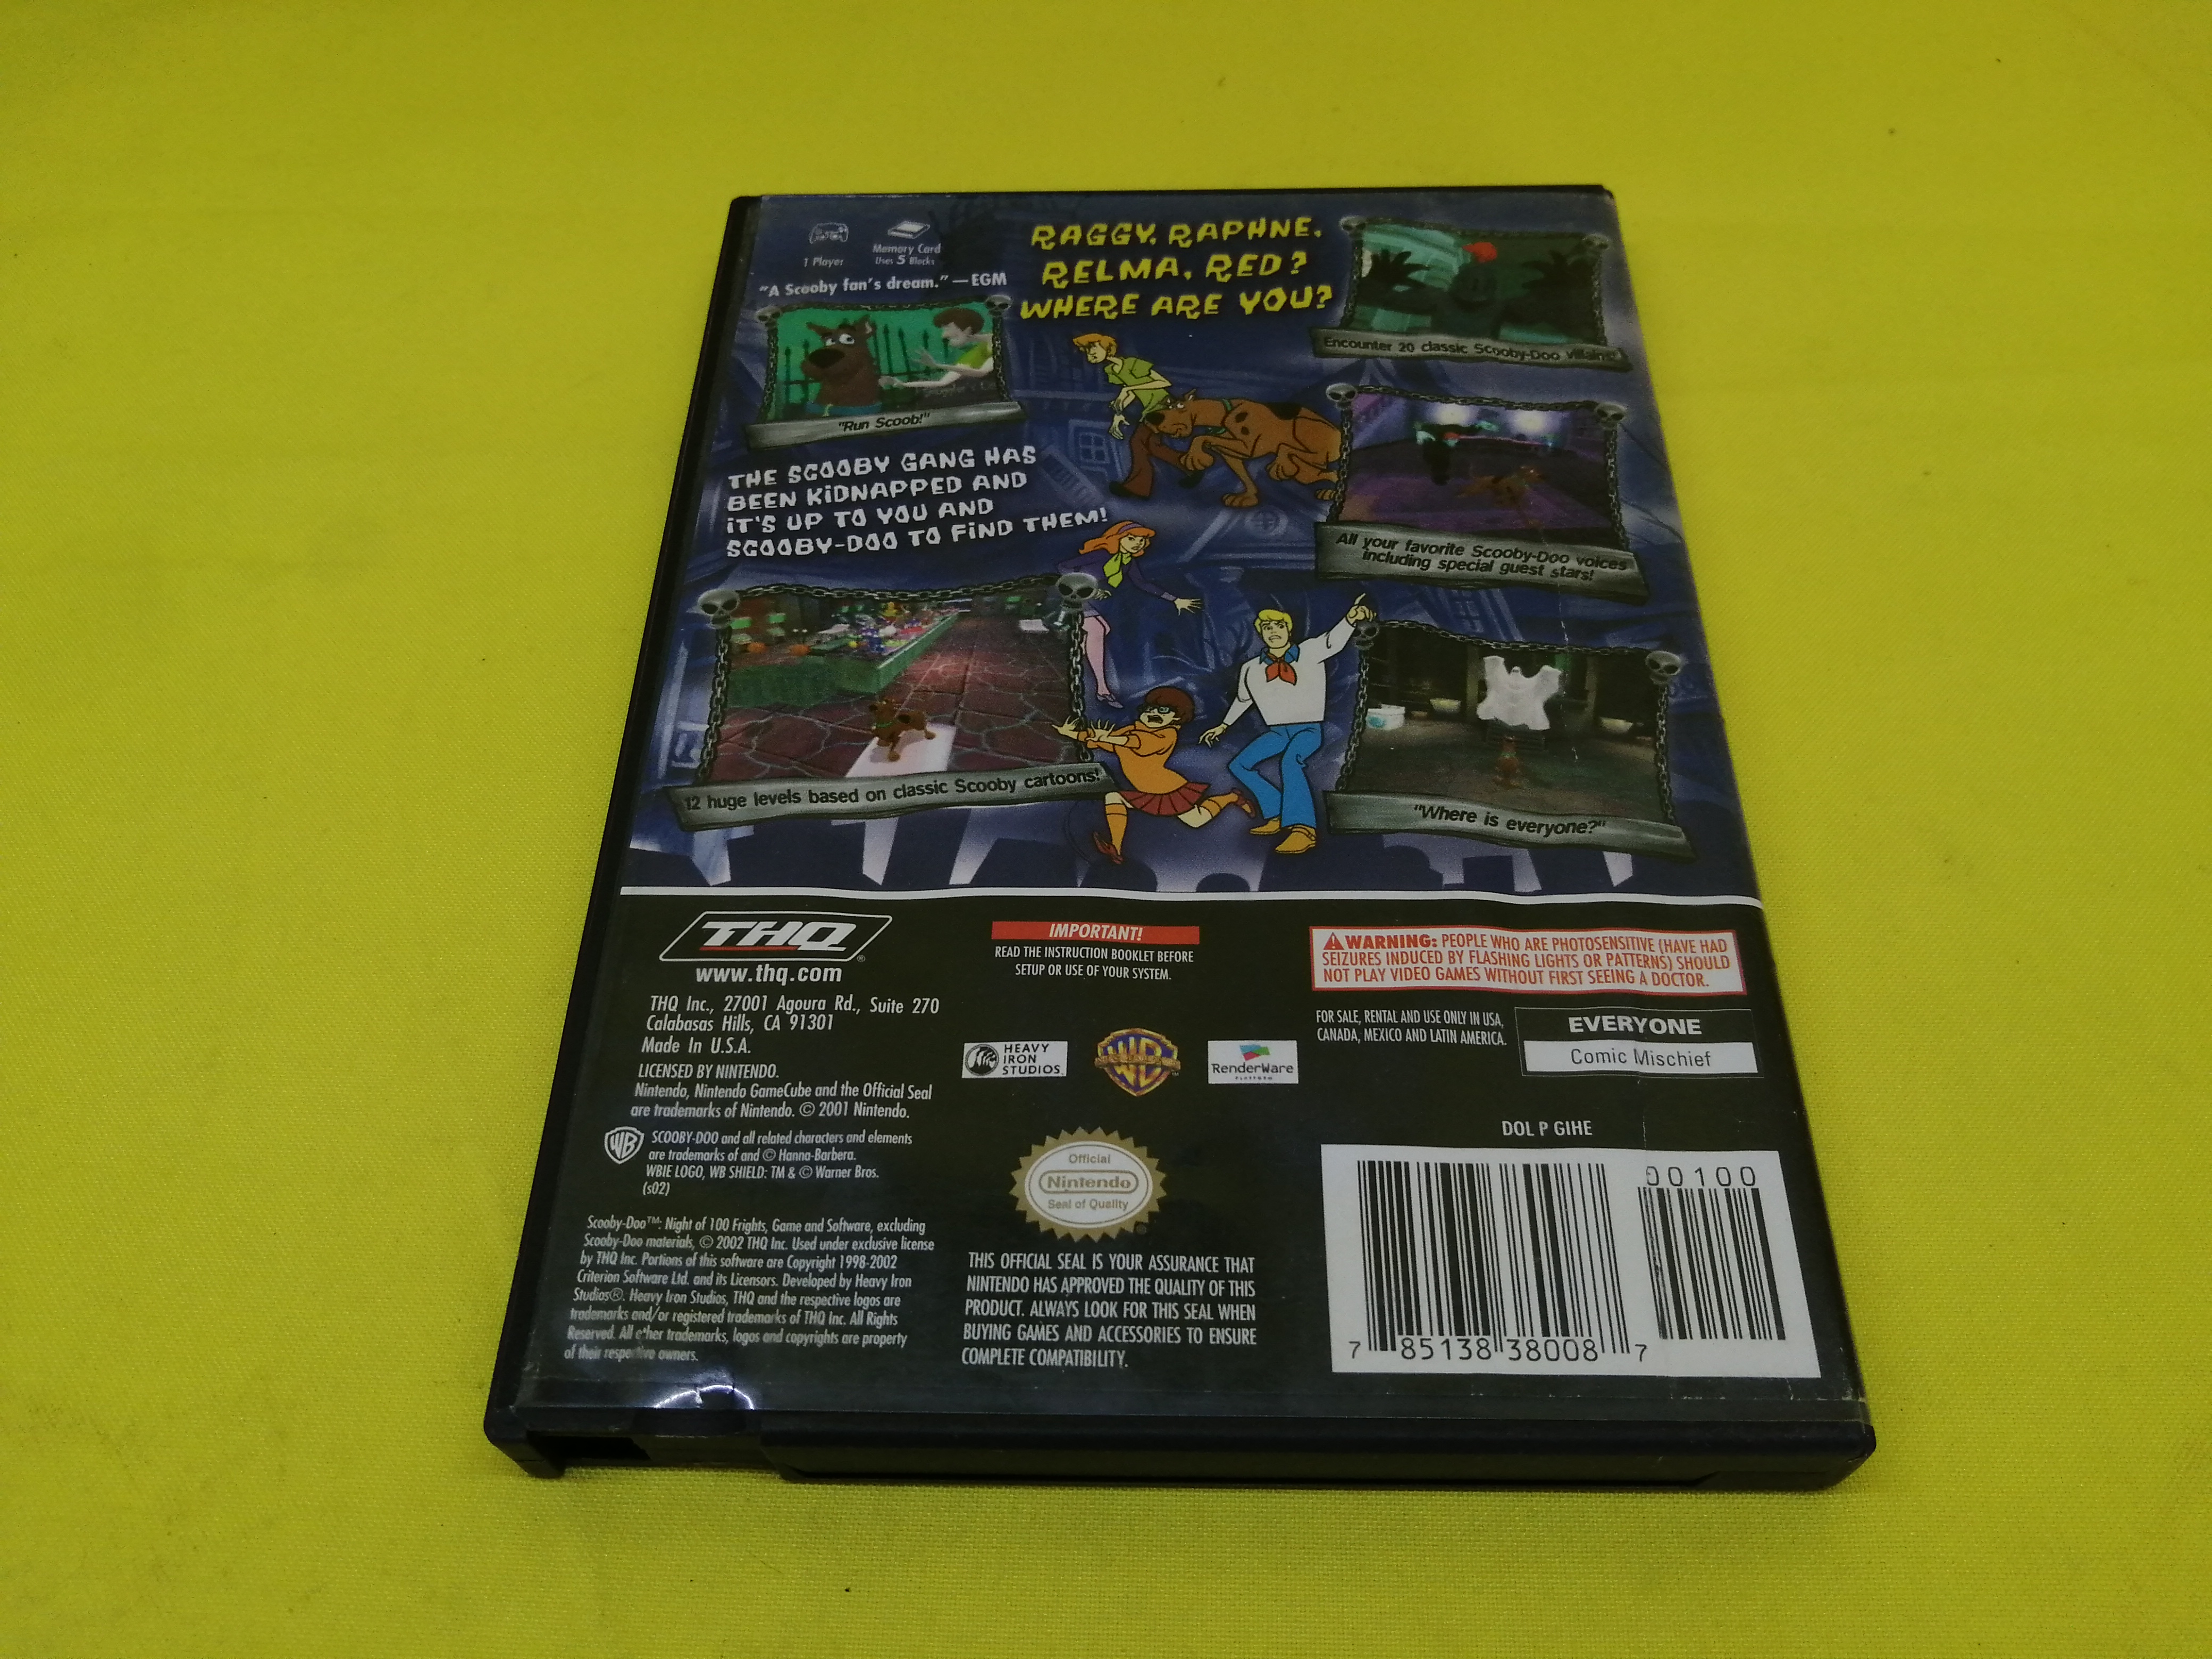 1 Player
Memory Card
Uses 5 Blocks
"A Scooby fan's dream." —EGM
RAGGY, RAPHNE,
RELMA, RED?
WHERE ARE YOU?
"Run Scoob!"
Encounter 20 classic Scooby-Doo villains!
THE SCOOBY GANG HAS
BEEN KIDNAPPED AND
IT'S UP TO YOU AND
SCOOBY-DOO TO FIND THEM!
All your favorite Scooby-Doo voices
including special guest stars!
12 huge levels based on classic Scooby cartoons!
"Where is everyone?"
THQ®
www.thq.com
THQ Inc., 27001 Agoura Rd., Suite 270
Calabasas Hills, CA 91301
Made In U.S.A.
LICENSED BY NINTENDO.
Nintendo, Nintendo GameCube and the Official Seal
are trademarks of Nintendo. © 2001 Nintendo.
WB
SCOOBY-DOO and all related characters and elements
are trademarks of and © Hanna-Barbera.
WBIE LOGO, WB SHIELD: TM & © Warner Bros.
(s02)
Scooby-Doo™: Night of 100 Frights, Game and Software, excluding
Scooby-Doo materials, © 2002 THQ Inc. Used under exclusive license
by THQ Inc. Portions of this software are Copyright 1998-2002
Criterion Software Ltd. and its Licensors. Developed by Heavy Iron
Studios®. Heavy Iron Studios, THQ and the respective logos are
trademarks and/or registered trademarks of THQ Inc. All Rights
Reserved. All other trademarks, logos and copyrights are property
of their respective owners.
IMPORTANT!
READ THE INSTRUCTION BOOKLET BEFORE
SETUP OR USE OF YOUR SYSTEM.
HEAVY
IRON
STUDIOS
WB
RenderWare
PLATFORM
Official
Nintendo
Seal of Quality
THIS OFFICIAL SEAL IS YOUR ASSURANCE THAT
NINTENDO HAS APPROVED THE QUALITY OF THIS
PRODUCT. ALWAYS LOOK FOR THIS SEAL WHEN
BUYING GAMES AND ACCESSORIES TO ENSURE
COMPLETE COMPATIBILITY.
WARNING: PEOPLE WHO ARE PHOTOSENSITIVE (HAVE HAD
SEIZURES INDUCED BY FLASHING LIGHTS OR PATTERNS) SHOULD
NOT PLAY VIDEO GAMES WITHOUT FIRST SEEING A DOCTOR.
FOR SALE, RENTAL AND USE ONLY IN USA,
CANADA, MEXICO AND LATIN AMERICA.
EVERYONE
Comic Mischief
DOL P GIHE
00100
7 85138 38008 7